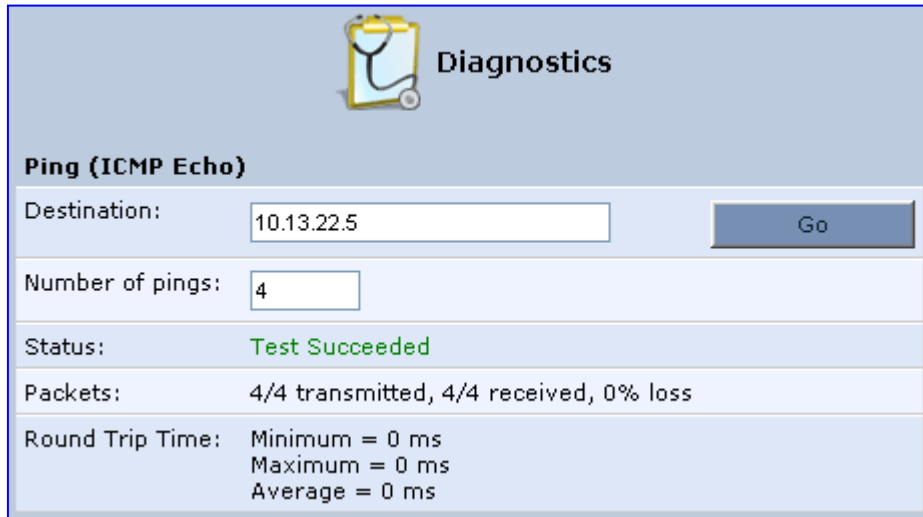 Diagnostics
Ping (ICMP Echo)
Destination: 10.13.22.5 Go
Number of pings: 4
Status: Test Succeeded
Packets: 4/4 transmitted, 4/4 received, 0% loss
Round Trip Time: Minimum = 0 ms
Maximum = 0 ms
Average = 0 ms